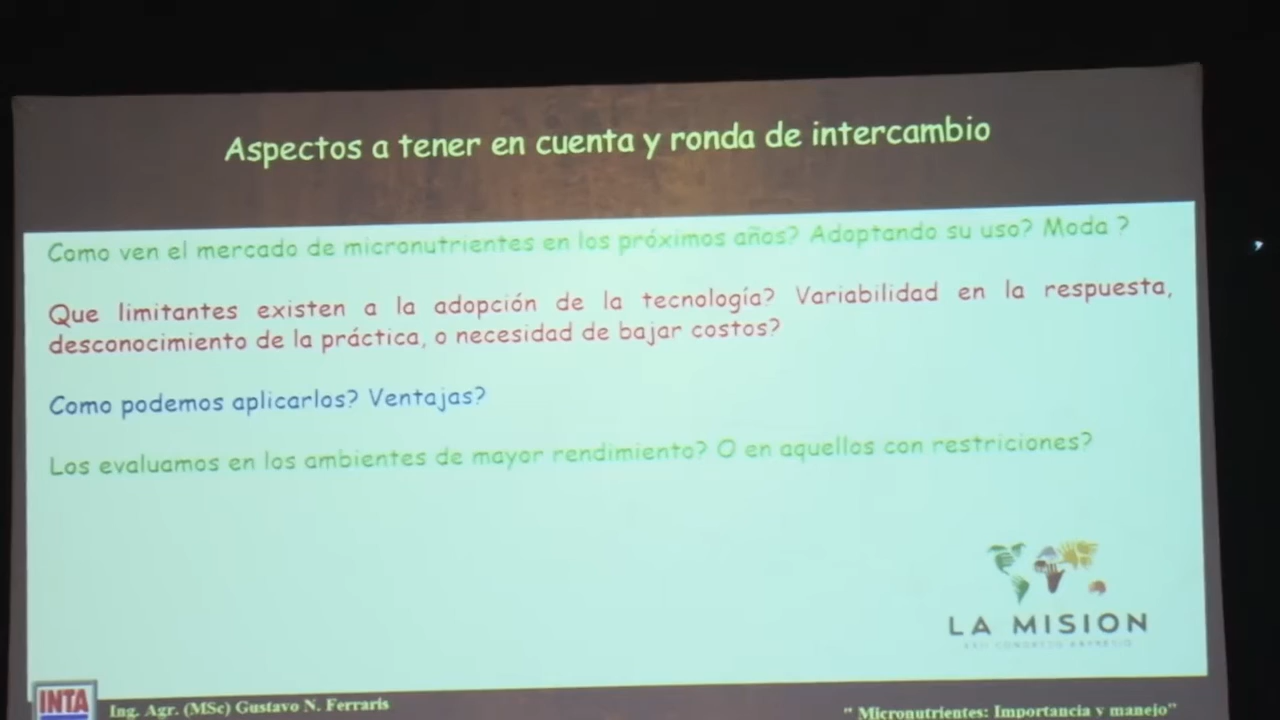 Aspectos a tener en cuenta y ronda de intercambio
Como ven el mercado de micronutrientes en los próximos años? Adoptando su uso? Moda ?
Que limitantes existen a la adopción de la tecnología? Variabilidad en la respuesta,
desconocimiento de la práctica, o necesidad de bajar costos?
Como podemos aplicarlos? Ventajas?
Los evaluamos en los ambientes de mayor rendimiento? O en aquellos con restricciones?
LA MISION
INTA
Ing. Agr. (MSc) Gustavo N. Ferraris
“ Micronutrientes: Importancia y manejo”